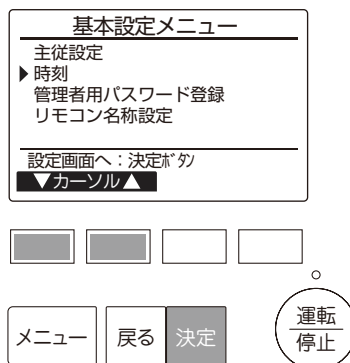 基本設定メニュー
主従設定
▶時刻
管理者用パスワード登録
リモコン名称設定
設定画面へ：決定ボタン
▼カーソル▲
メニュー 戻る 決定 運転
停止